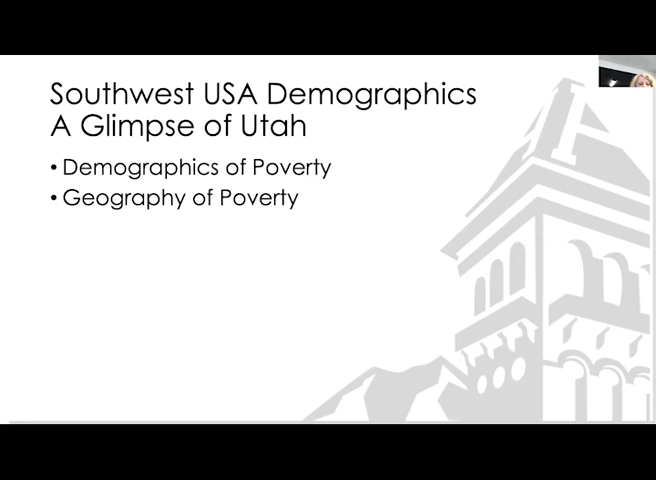 Southwest USA Demographics
A Glimpse of Utah
• Demographics of Poverty
• Geography of Poverty